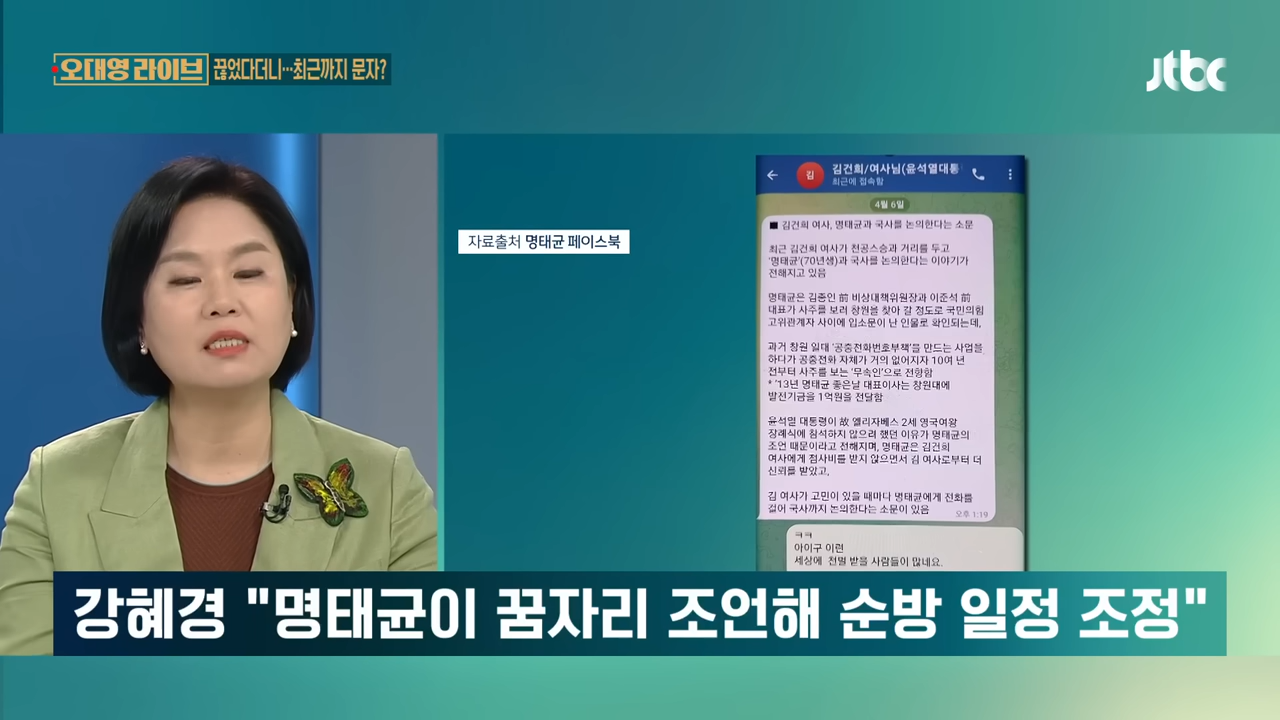 오대영 라이브
끊었다더니…최근까지 문자?
jtbc
자료출처 명태균 페이스북
김
김건희/여사님(윤석열대통
최근에 접속함
4월 6일
■ 김건희 여사, 명태균과 국사를 논의한다는 소문
최근 김건희 여사가 천공스승과 거리를 두고
'명태균'(70년생)과 국사를 논의한다는 이야기가
전해지고 있음
명태균은 김종인 前 비상대책위원장과 이준석 前
대표가 사주를 보러 창원을 찾아 갈 정도로 국민의힘
고위관계자 사이에 입소문이 난 인물로 확인되는데,
과거 창원 일대 '공중전화번호부책'을 만드는 사업을
하다가 공중전화 자체가 거의 없어지자 10여 년
전부터 사주를 보는 '무속인'으로 전향함
* '13년 명태균 좋은날 대표이사는 창원대에
발전기금을 1억원을 전달함
윤석열 대통령이 故 엘리자베스 2세 영국여왕
장례식에 참석하지 않으려 했던 이유가 명태균의
조언 때문이라고 전해지며, 명태균은 김건희
여사에게 점사비를 받지 않으면서 김 여사로부터 더
신뢰를 받았고,
김 여사가 고민이 있을 때마다 명태균에게 전화를
걸어 국사까지 논의한다는 소문이 있음
오후 1:19
ㅋㅋ
아이구 이런
세상에 천벌 받을 사람들이 많네요.
강혜경 "명태균이 꿈자리 조언해 순방 일정 조정"